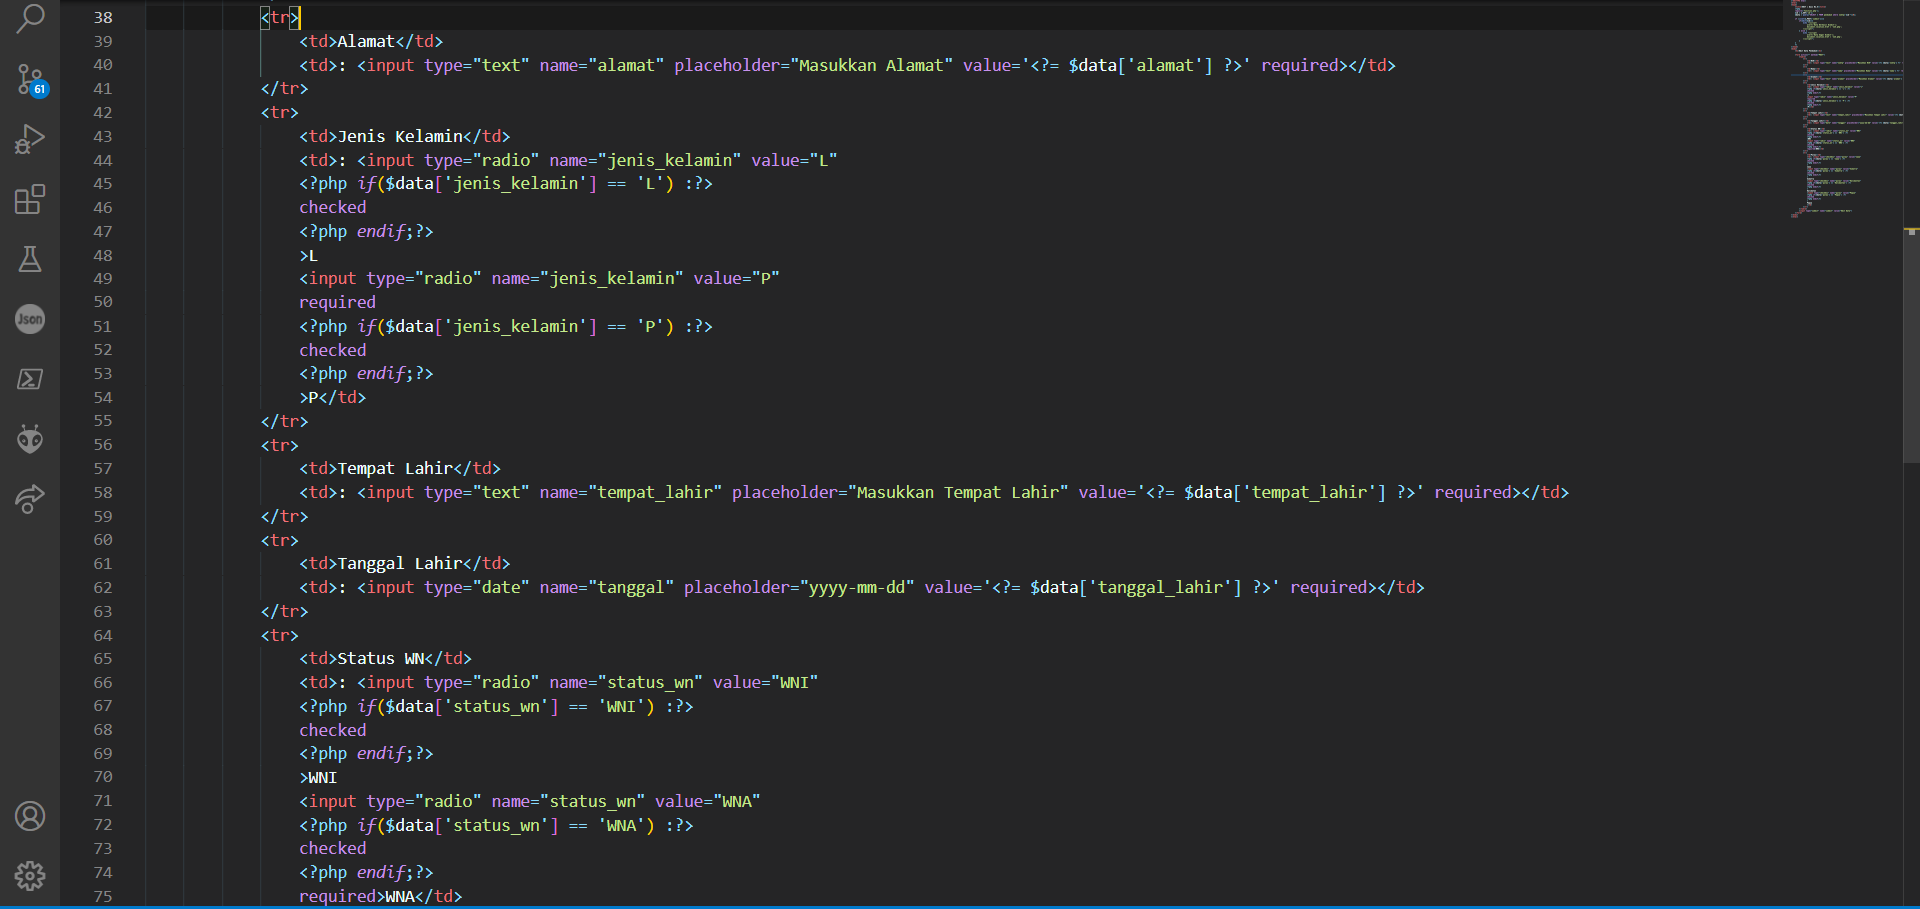 38 <tr>
39 <td>Alamat</td>
40 <td>: <input type="text" name="alamat" placeholder="Masukkan Alamat" value='<?= $data['alamat'] ?>' required></td>
41 </tr>
42 <tr>
43 <td>Jenis Kelamin</td>
44 <td>: <input type="radio" name="jenis_kelamin" value="L"
45 <?php if($data['jenis_kelamin'] == 'L') :?>
46 checked
47 <?php endif;?>
48 >L
49 <input type="radio" name="jenis_kelamin" value="P"
50 required
51 <?php if($data['jenis_kelamin'] == 'P') :?>
52 checked
53 <?php endif;?>
54 >P</td>
55 </tr>
56 <tr>
57 <td>Tempat Lahir</td>
58 <td>: <input type="text" name="tempat_lahir" placeholder="Masukkan Tempat Lahir" value='<?= $data['tempat_lahir'] ?>' required></td>
59 </tr>
60 <tr>
61 <td>Tanggal Lahir</td>
62 <td>: <input type="date" name="tanggal" placeholder="yyyy-mm-dd" value='<?= $data['tanggal_lahir'] ?>' required></td>
63 </tr>
64 <tr>
65 <td>Status WN</td>
66 <td>: <input type="radio" name="status_wn" value="WNI"
67 <?php if($data['status_wn'] == 'WNI') :?>
68 checked
69 <?php endif;?>
70 >WNI
71 <input type="radio" name="status_wn" value="WNA"
72 <?php if($data['status_wn'] == 'WNA') :?>
73 checked
74 <?php endif;?>
75 required>WNA</td>
61
Json